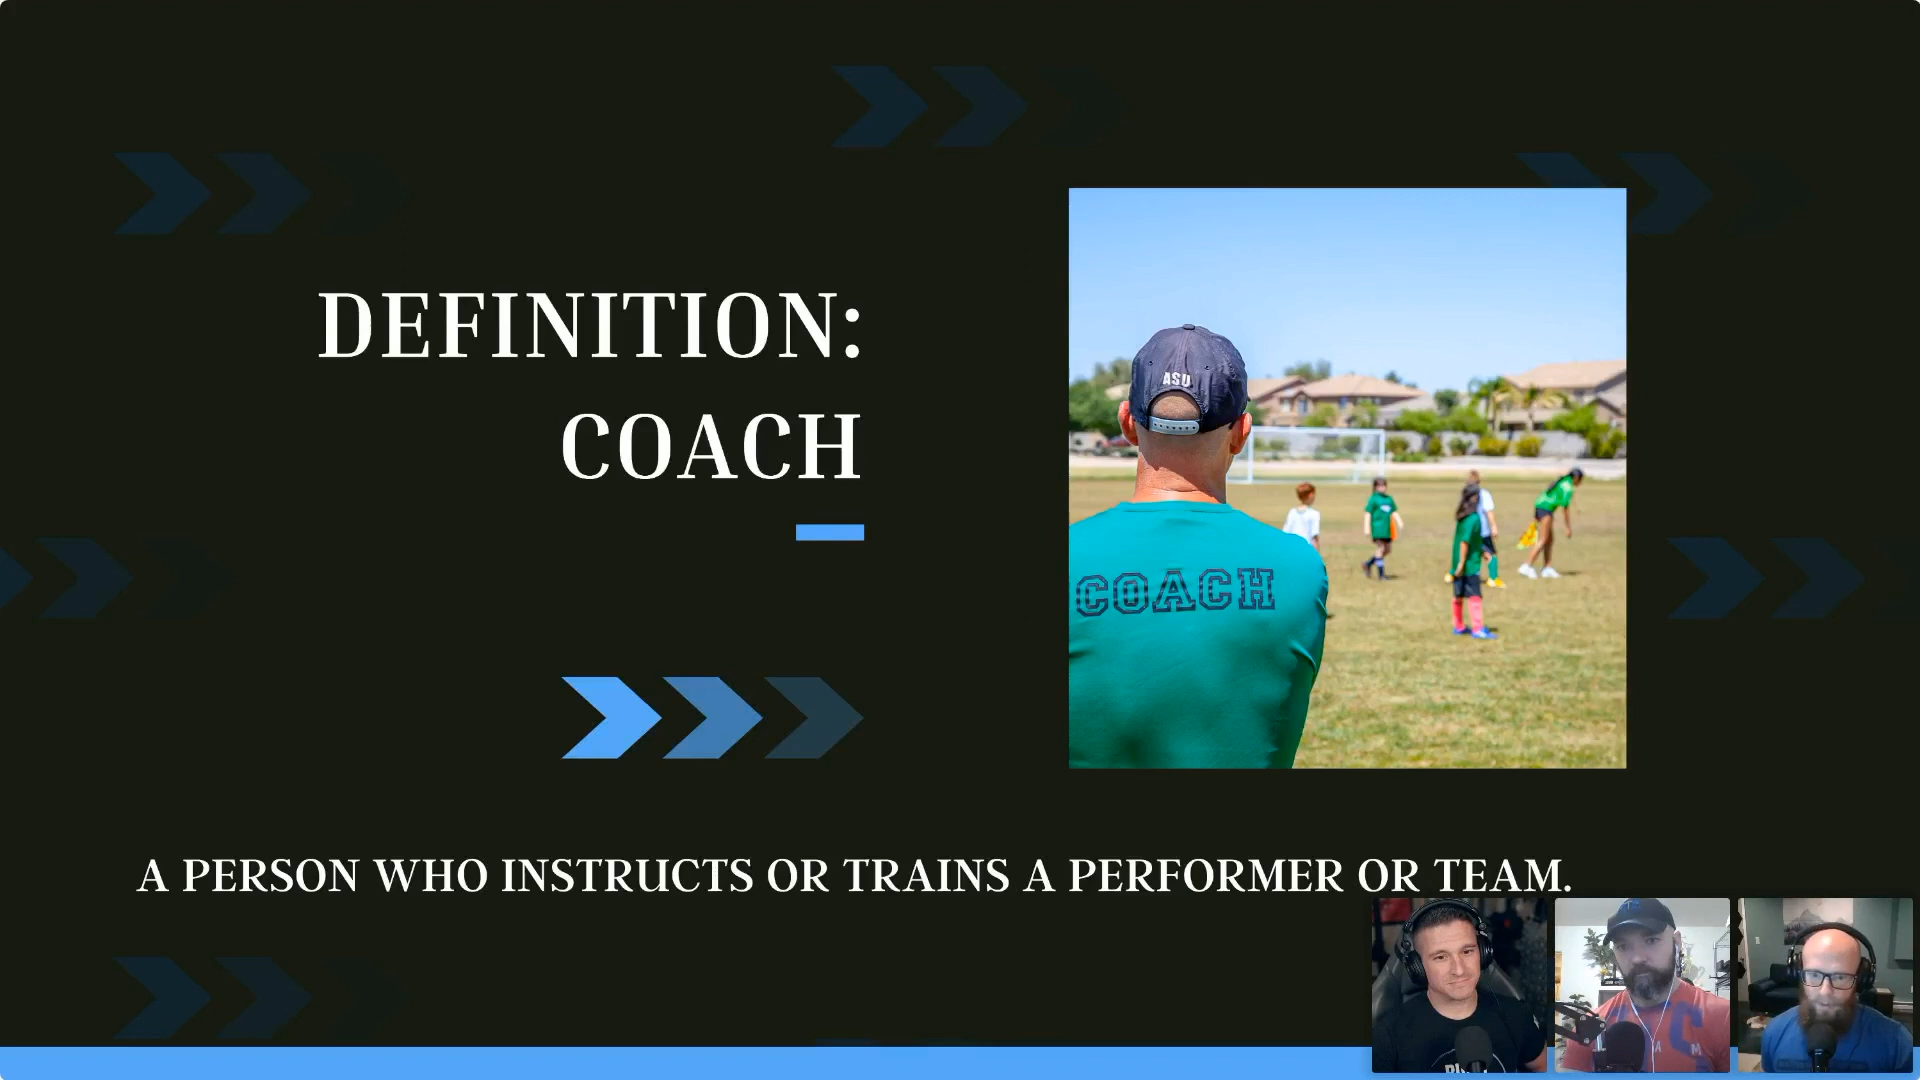 DEFINITION:
COACH
ASU
COACH
A PERSON WHO INSTRUCTS OR TRAINS A PERFORMER OR TEAM.